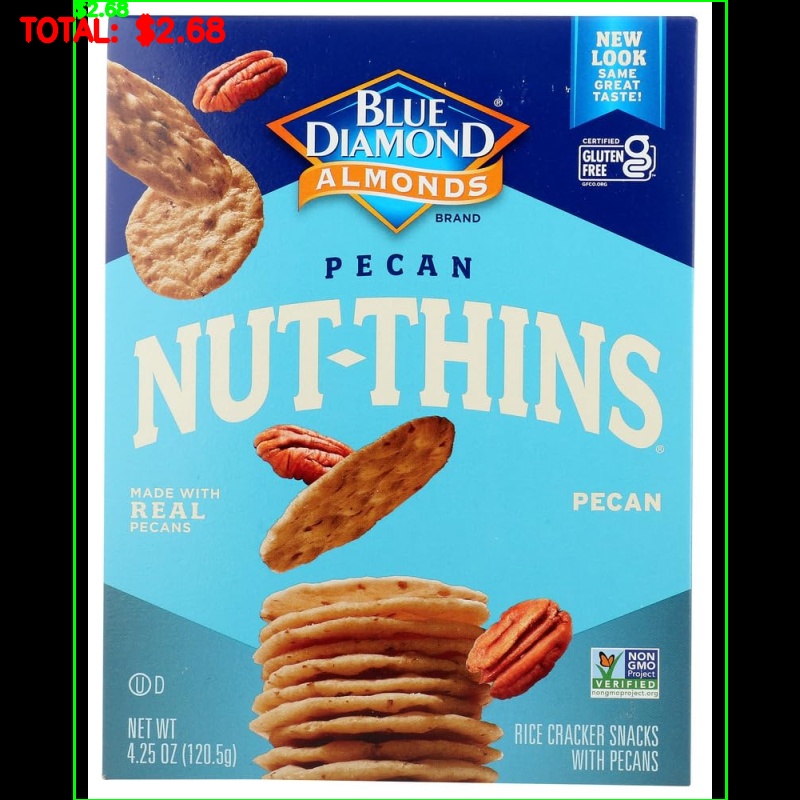 $2.68
TOTAL: $2.68
NEW
LOOK
SAME
GREAT
TASTE!
BLUE
DIAMOND
®
ALMONDS
BRAND
CERTIFIED
GLUTEN
FREE
GFCO.ORG
PECAN
NUT-THINS
®
MADE WITH
REAL
PECANS
PECAN
NON
GMO
Project
VERIFIED
nongmoproject.org
U D
NET WT
4.25 OZ (120.5g)
RICE CRACKER SNACKS
WITH PECANS